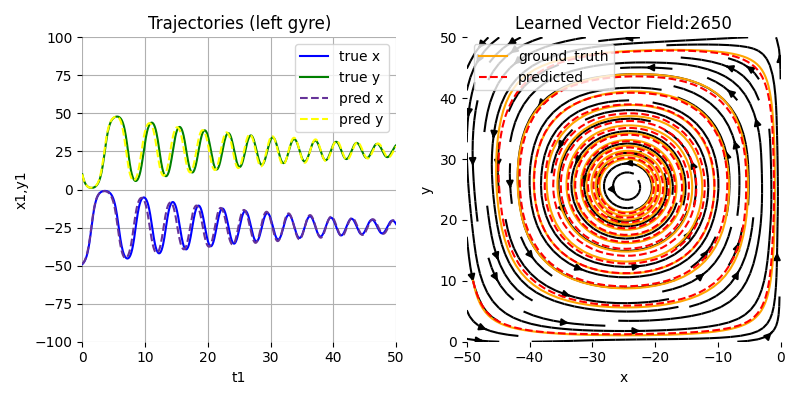 Trajectories (left gyre)
100
75
50
25
0
−25
−50
−75
−100
0
10
20
30
40
50
t1
x1,y1
true x
true y
pred x
pred y
Learned Vector Field:2650
50
40
30
20
10
0
−50
−40
−30
−20
−10
0
x
y
ground_truth
predicted